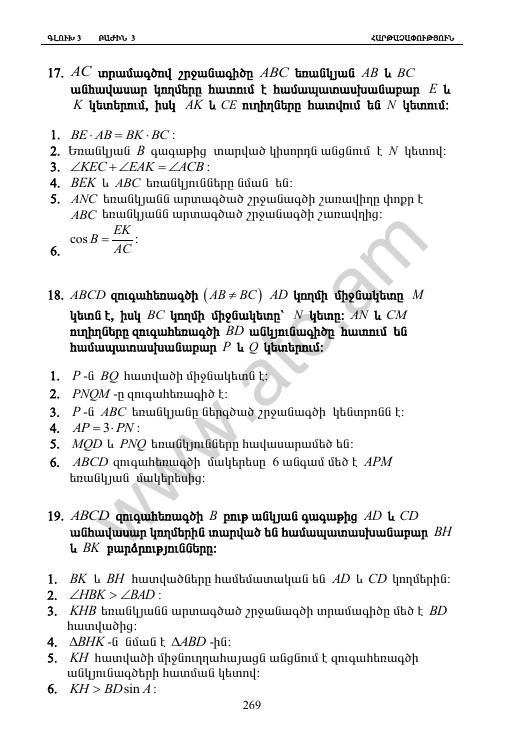 ԳԼՈՒԽ 3 ԲԱԺԻՆ 3 ՀԱՐԹԱՉԱՓՈՒԹՅՈՒՆ
17. AC տրամագծով շրջանագիծը ABC եռանկյան AB և BC
անհավասար կողմերը հատում է համապատասխանաբար E և
K կետերում, իսկ AK և CE ուղիղները հատվում են N կետում:
1. BE · AB = BK · BC :
2. Եռանկյան B գագաթից տարված կիսորդն անցնում է N կետով:
3. ∠KEC + ∠EAK = ∠ACB :
4. BEK և ABC եռանկյունները նման են:
5. ANC եռանկյանն արտագծած շրջանագծի շառավիղը փոքր է
ABC եռանկյանն արտագծած շրջանագծի շառավղից:
6. cos B = EK/AC :
18. ABCD զուգահեռագծի (AB ≠ BC) AD կողմի միջնակետը M
կետն է, իսկ BC կողմի միջնակետը՝ N կետը: AN և CM
ուղիղները զուգահեռագծի BD անկյունագիծը հատում են
համապատասխանաբար P և Q կետերում:
1. P -ն BQ հատվածի միջնակետն է:
2. PNQM -ը զուգահեռագիծ է:
3. P -ն ABC եռանկյանը ներգծած շրջանագծի կենտրոնն է:
4. AP = 3 · PN :
5. MQD և PNQ եռանկյունները հավասարամեծ են:
6. ABCD զուգահեռագծի մակերեսը 6 անգամ մեծ է APM
եռանկյան մակերեսից:
19. ABCD զուգահեռագծի B բութ անկյան գագաթից AD և CD
անհավասար կողմերին տարված են համապատասխանաբար BH
և BK բարձրությունները:
1. BK և BH հատվածները համեմատական են AD և CD կողմերին:
2. ∠HBK > ∠BAD :
3. KHB եռանկյանն արտագծած շրջանագծի տրամագիծը մեծ է BD
հատվածից:
4. ΔBHK -ն նման է ΔABD -ին:
5. KH հատվածի միջնուղղահայացն անցնում է զուգահեռագծի
անկյունագծերի հատման կետով:
6. KH > BD sin A :
269
www.atc.am